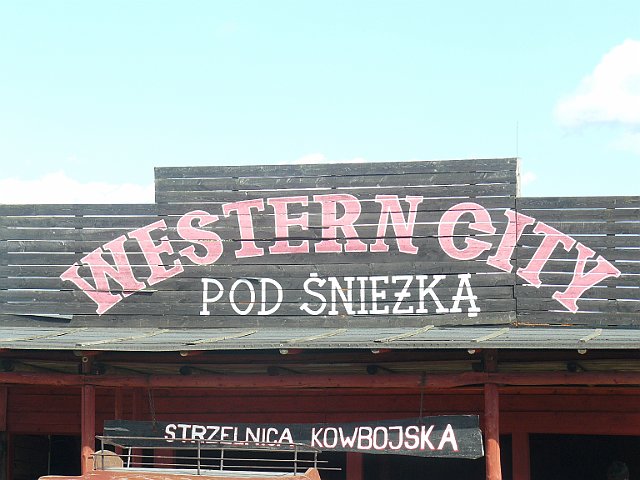 WESTERN CITY
POD ŚNIEŻKĄ
STRZELNICA KOWBOJSKA